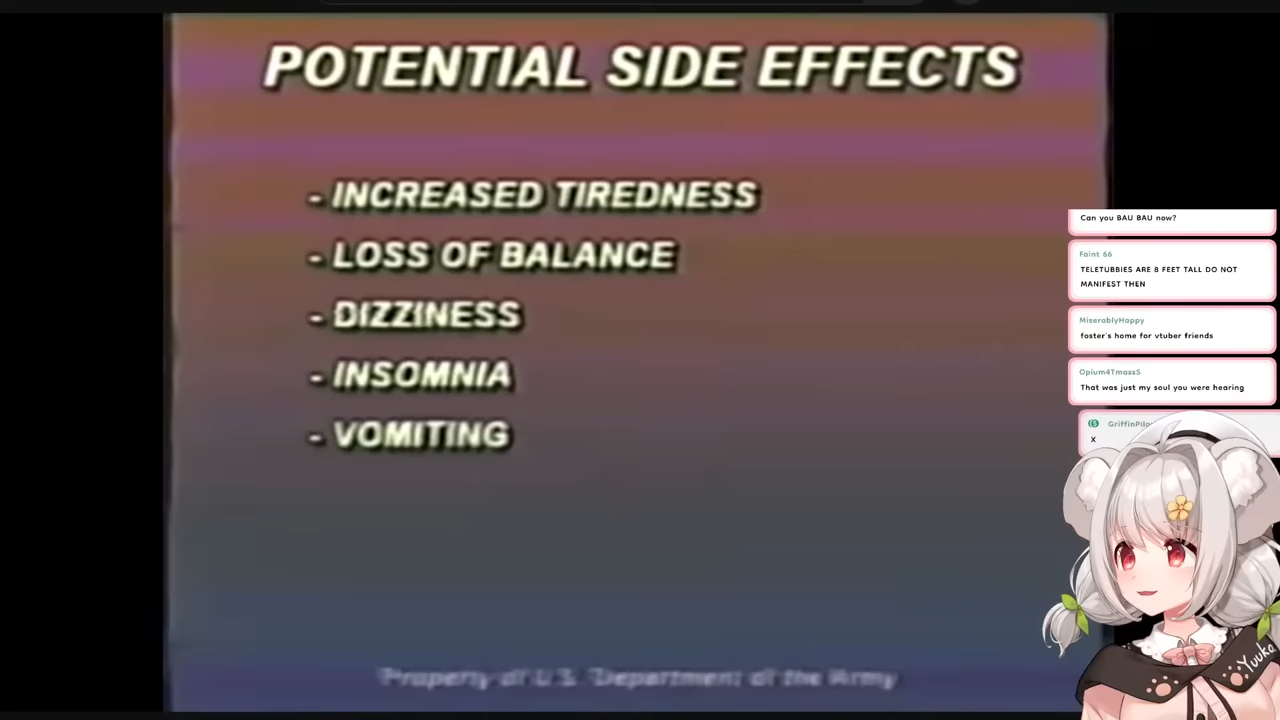 POTENTIAL SIDE EFFECTS
- INCREASED TIREDNESS
- LOSS OF BALANCE
- DIZZINESS
- INSOMNIA
- VOMITING
Property of U.S. Department of the Army
Can you BAU BAU now?
Faint 66
TELETUBBIES ARE 8 FEET TALL DO NOT
MANIFEST THEN
MiserablyHappy
foster's home for vtuber friends
Opium4TmassS
That was just my soul you were hearing
X
Yuuka